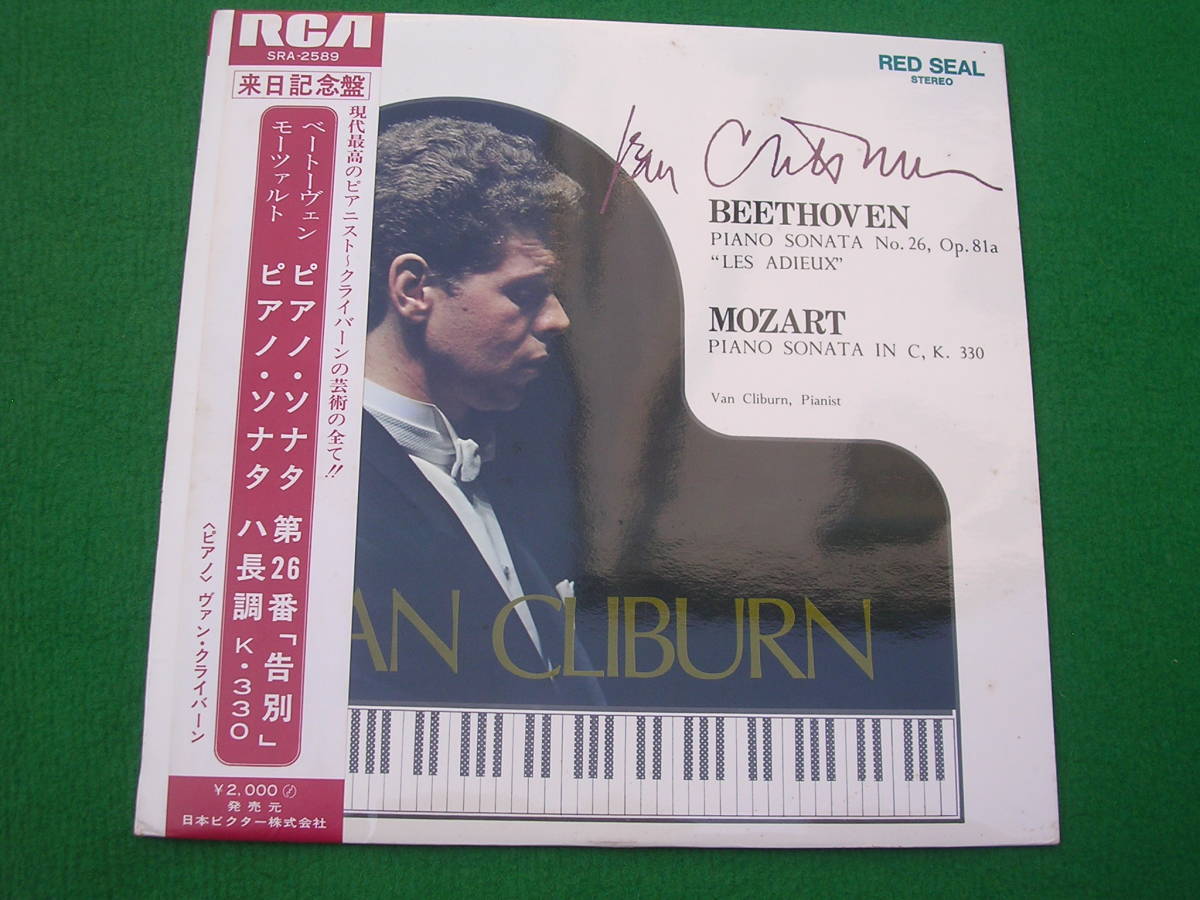 RCA
SRA-2589
来日記念盤
現代最高のピアニスト~クライバーンの芸術の全て!!
ベートーヴェン ピアノ・ソナタ 第26番「告別」
モーツァルト ピアノ・ソナタ ハ長調 K・330
〈ピアノ〉ヴァン・クライバーン
¥2,000
発売元
日本ビクター株式会社
RED SEAL
STEREO
Van Cliburn
BEETHOVEN
PIANO SONATA No. 26, Op. 81a
“LES ADIEUX”
MOZART
PIANO SONATA IN C, K. 330
Van Cliburn, Pianist
AN CLIBURN